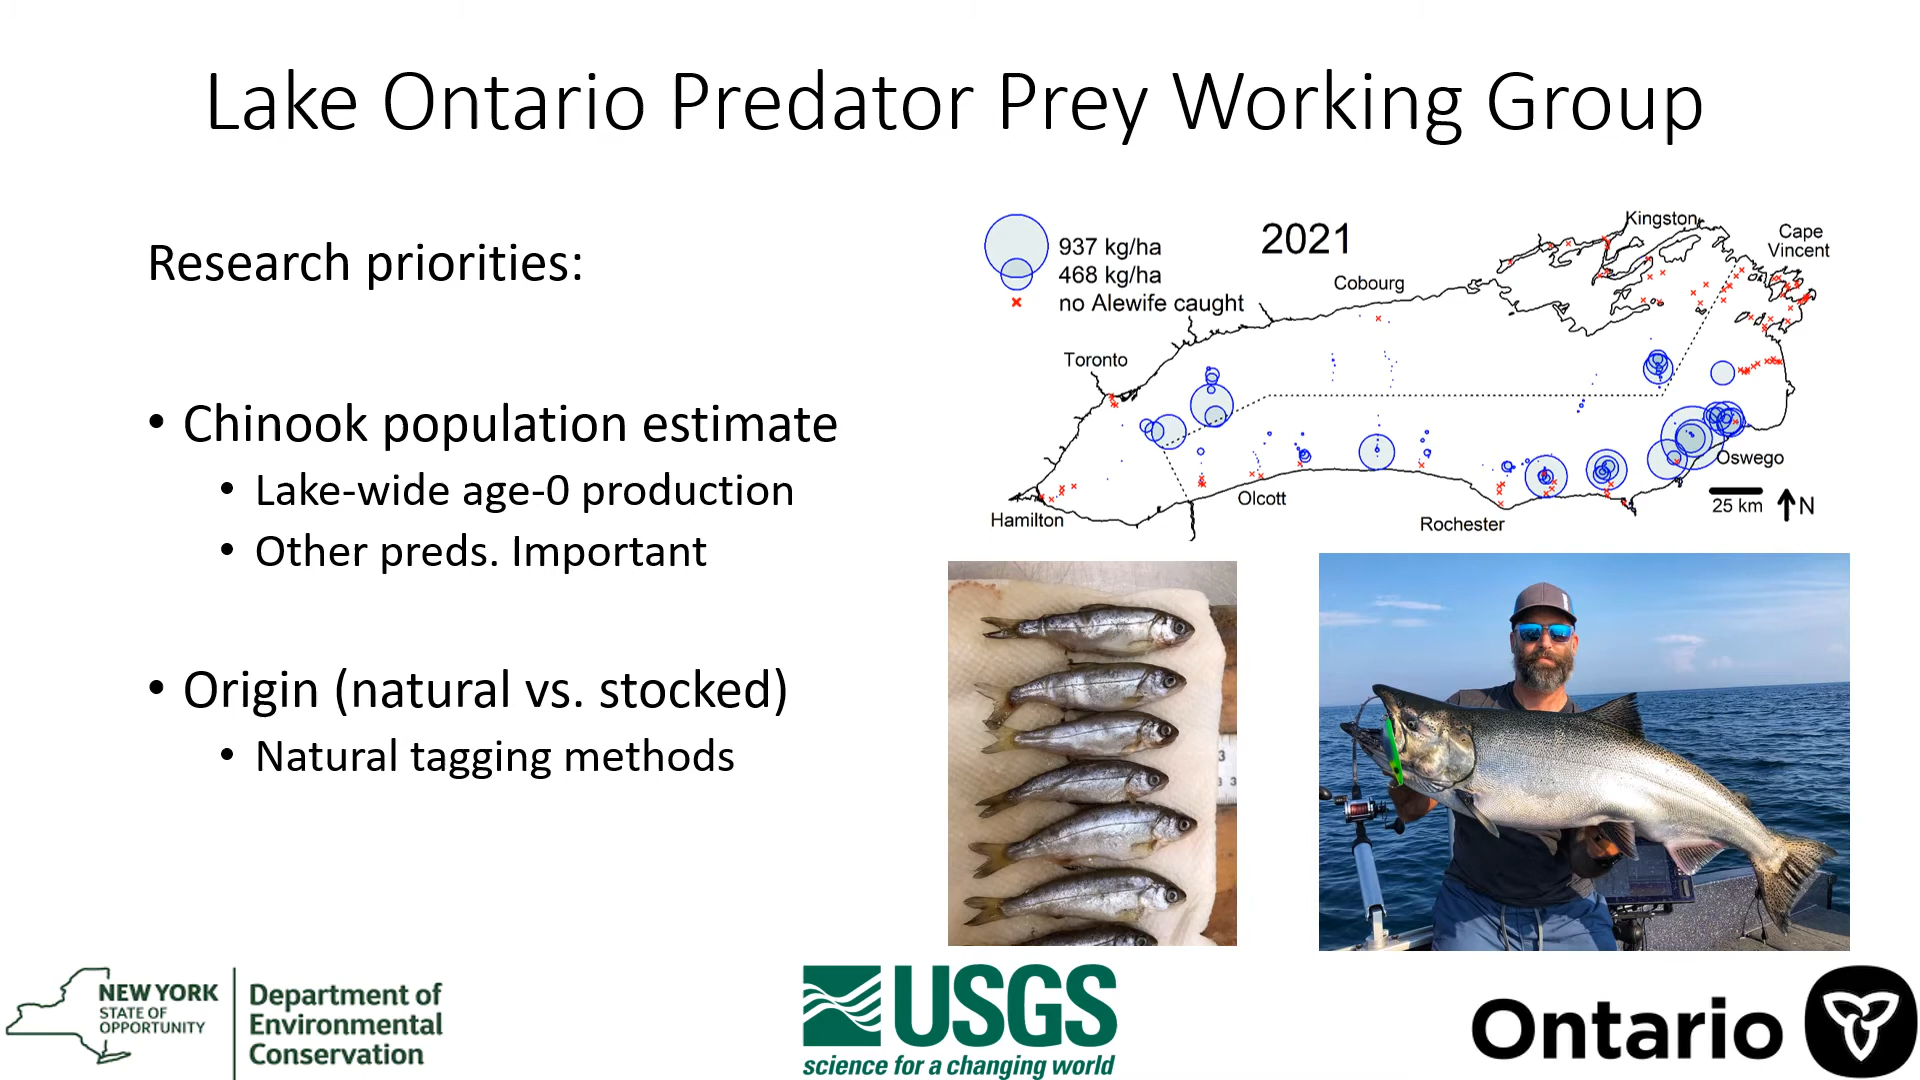 Lake Ontario Predator Prey Working Group
Research priorities:
• Chinook population estimate
• Lake-wide age-0 production
• Other preds. Important
• Origin (natural vs. stocked)
• Natural tagging methods
937 kg/ha
468 kg/ha
no Alewife caught
2021
Kingston
Cape
Vincent
Cobourg
Toronto
Oswego
Olcott
Hamilton
Rochester
25 km
N
3
3 3
NEW YORK
STATE OF
OPPORTUNITY
Department of
Environmental
Conservation
USGS
science for a changing world
Ontario